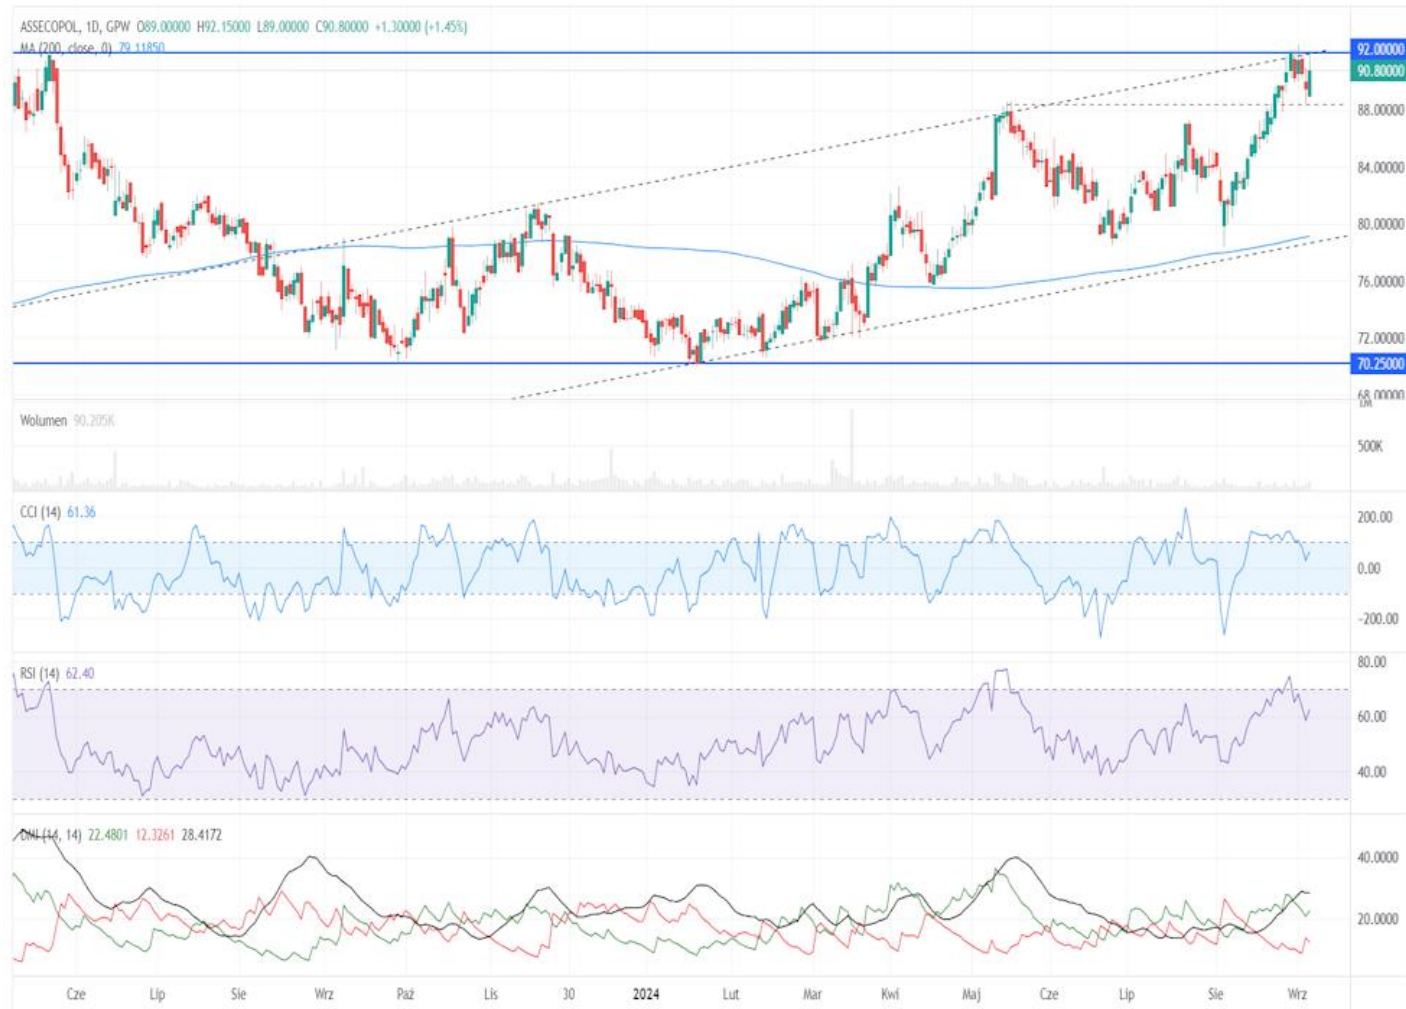 ASSECOPOL, 1D, GPW O89.00000 H92.15000 L89.00000 C90.80000 +1.30000 (+1.45%)
MA (200, close, 0) 79.11850
92.00000
90.80000
88.00000
84.00000
80.00000
76.00000
72.00000
70.25000
68.00000
1M
Wolumen 90.205K
500K
CCI (14) 61.36
200.00
0.00
-200.00
RSI (14) 62.40
80.00
60.00
40.00
DMI (14, 14) 22.4801 12.3261 28.4172
40.0000
20.0000
Cze Lip Sie Wrz Paź Lis 30 2024 Lut Mar Kwi Maj Cze Lip Sie Wrz